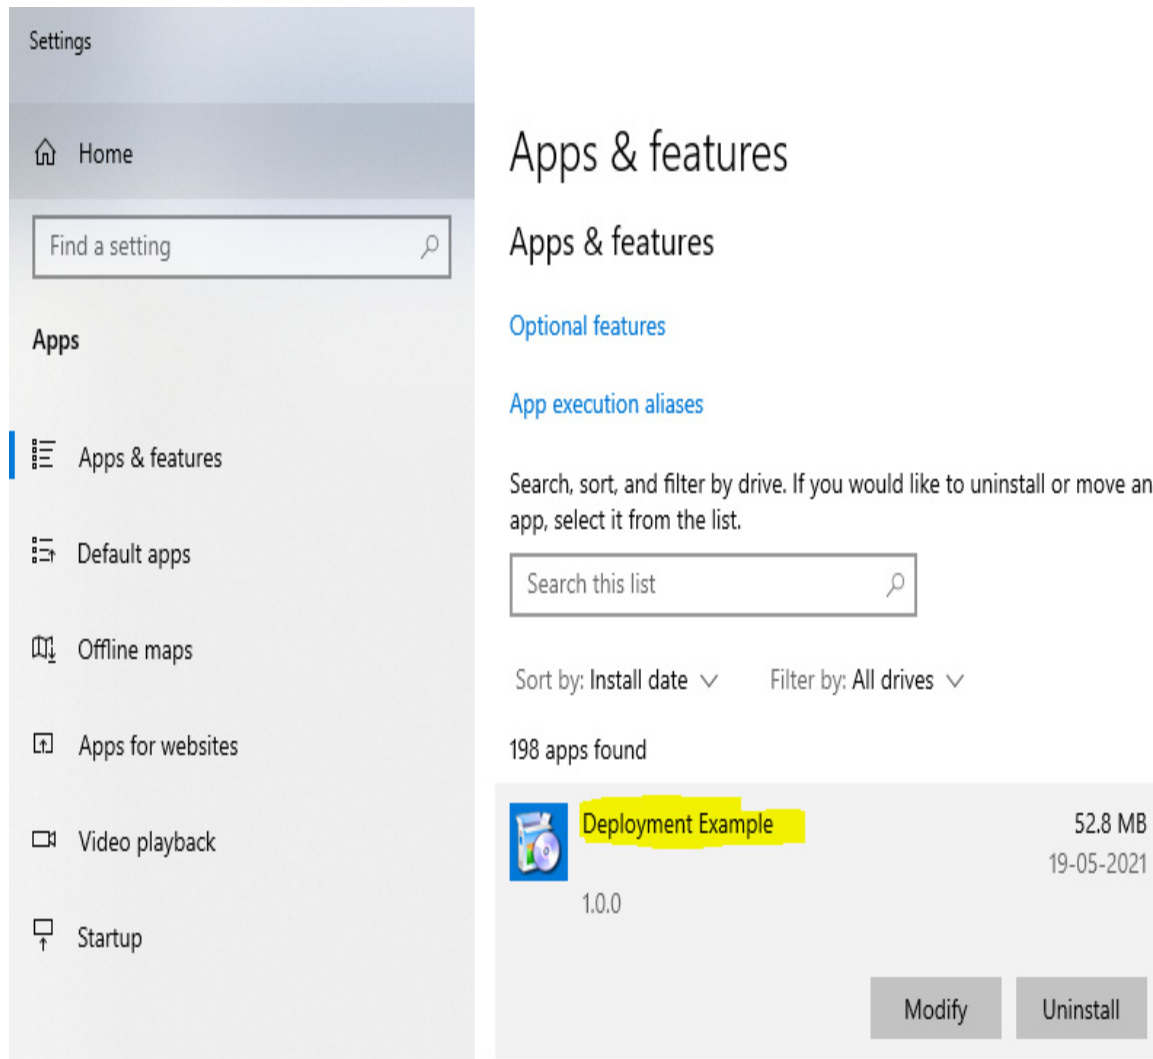 Settings
Home
Find a setting
Apps
Apps & features
Default apps
Offline maps
Apps for websites
Video playback
Startup
Apps & features
Apps & features
Optional features
App execution aliases
Search, sort, and filter by drive. If you would like to uninstall or move an
app, select it from the list.
Search this list
Sort by: Install date Filter by: All drives
198 apps found
Deployment Example 52.8 MB
19-05-2021
1.0.0
Modify Uninstall